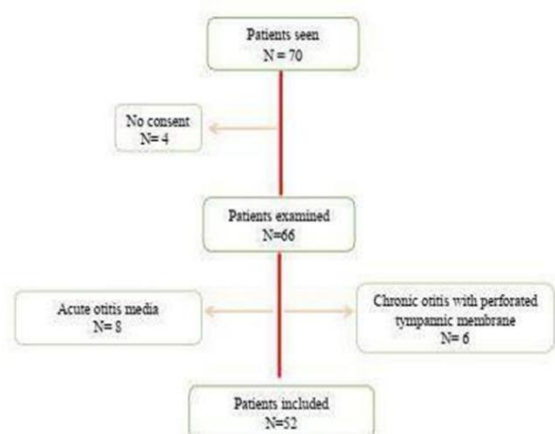 Patients seen
N = 70
No consent
N= 4
Patients examined
N=66
Acute otitis media
N= 8
Chronic otitis with perforated
tympannic membrane
N= 6
Patients included
N=52